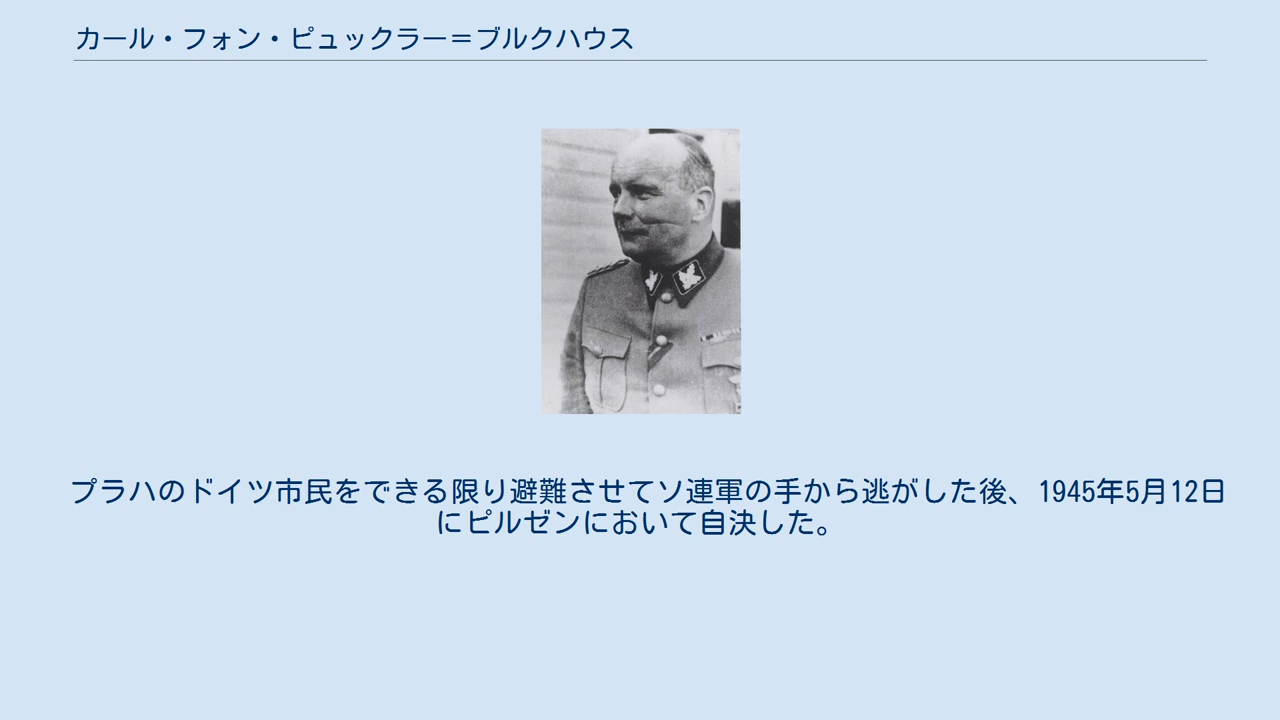 カール・フォン・ピュックラー＝ブルクハウス
プラハのドイツ市民をできる限り避難させてソ連軍の手から逃がした後、1945年5月12日
にピルゼンにおいて自決した。